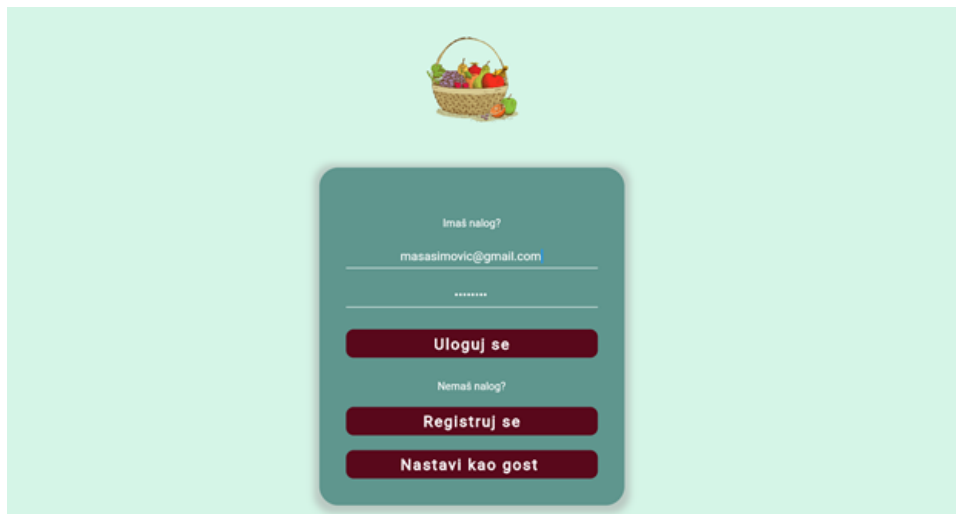 Imaš nalog?
masasimovic@gmail.com
Uloguj se
Nemaš nalog?
Registruj se
Nastavi kao gost